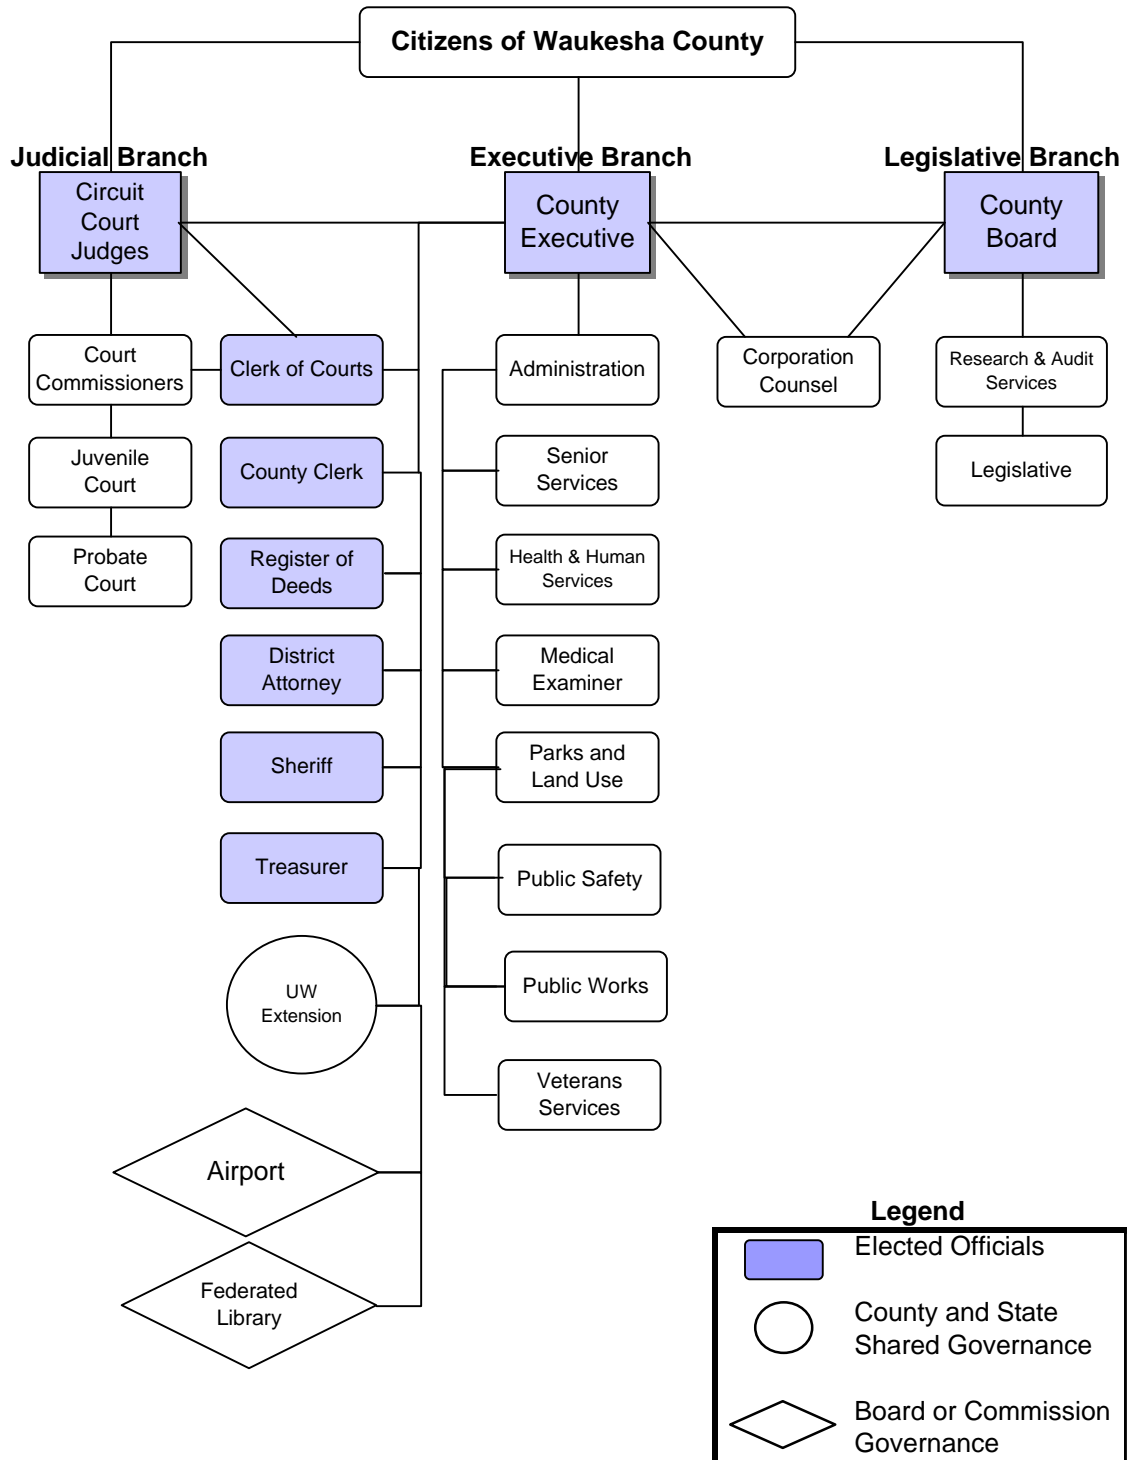 Citizens of Waukesha County
Judicial Branch
Executive Branch
Legislative Branch
Circuit
Court
Judges
County
Executive
County
Board
Court
Commissioners
Clerk of Courts
Administration
Corporation
Counsel
Research & Audit
Services
Juvenile
Court
County Clerk
Senior
Services
Legislative
Probate
Court
Register of
Deeds
Health & Human
Services
District
Attorney
Medical
Examiner
Sheriff
Parks and
Land Use
Treasurer
Public Safety
UW
Extension
Public Works
Veterans
Services
Airport
Federated
Library
Legend
Elected Officials
County and State
Shared Governance
Board or Commission
Governance